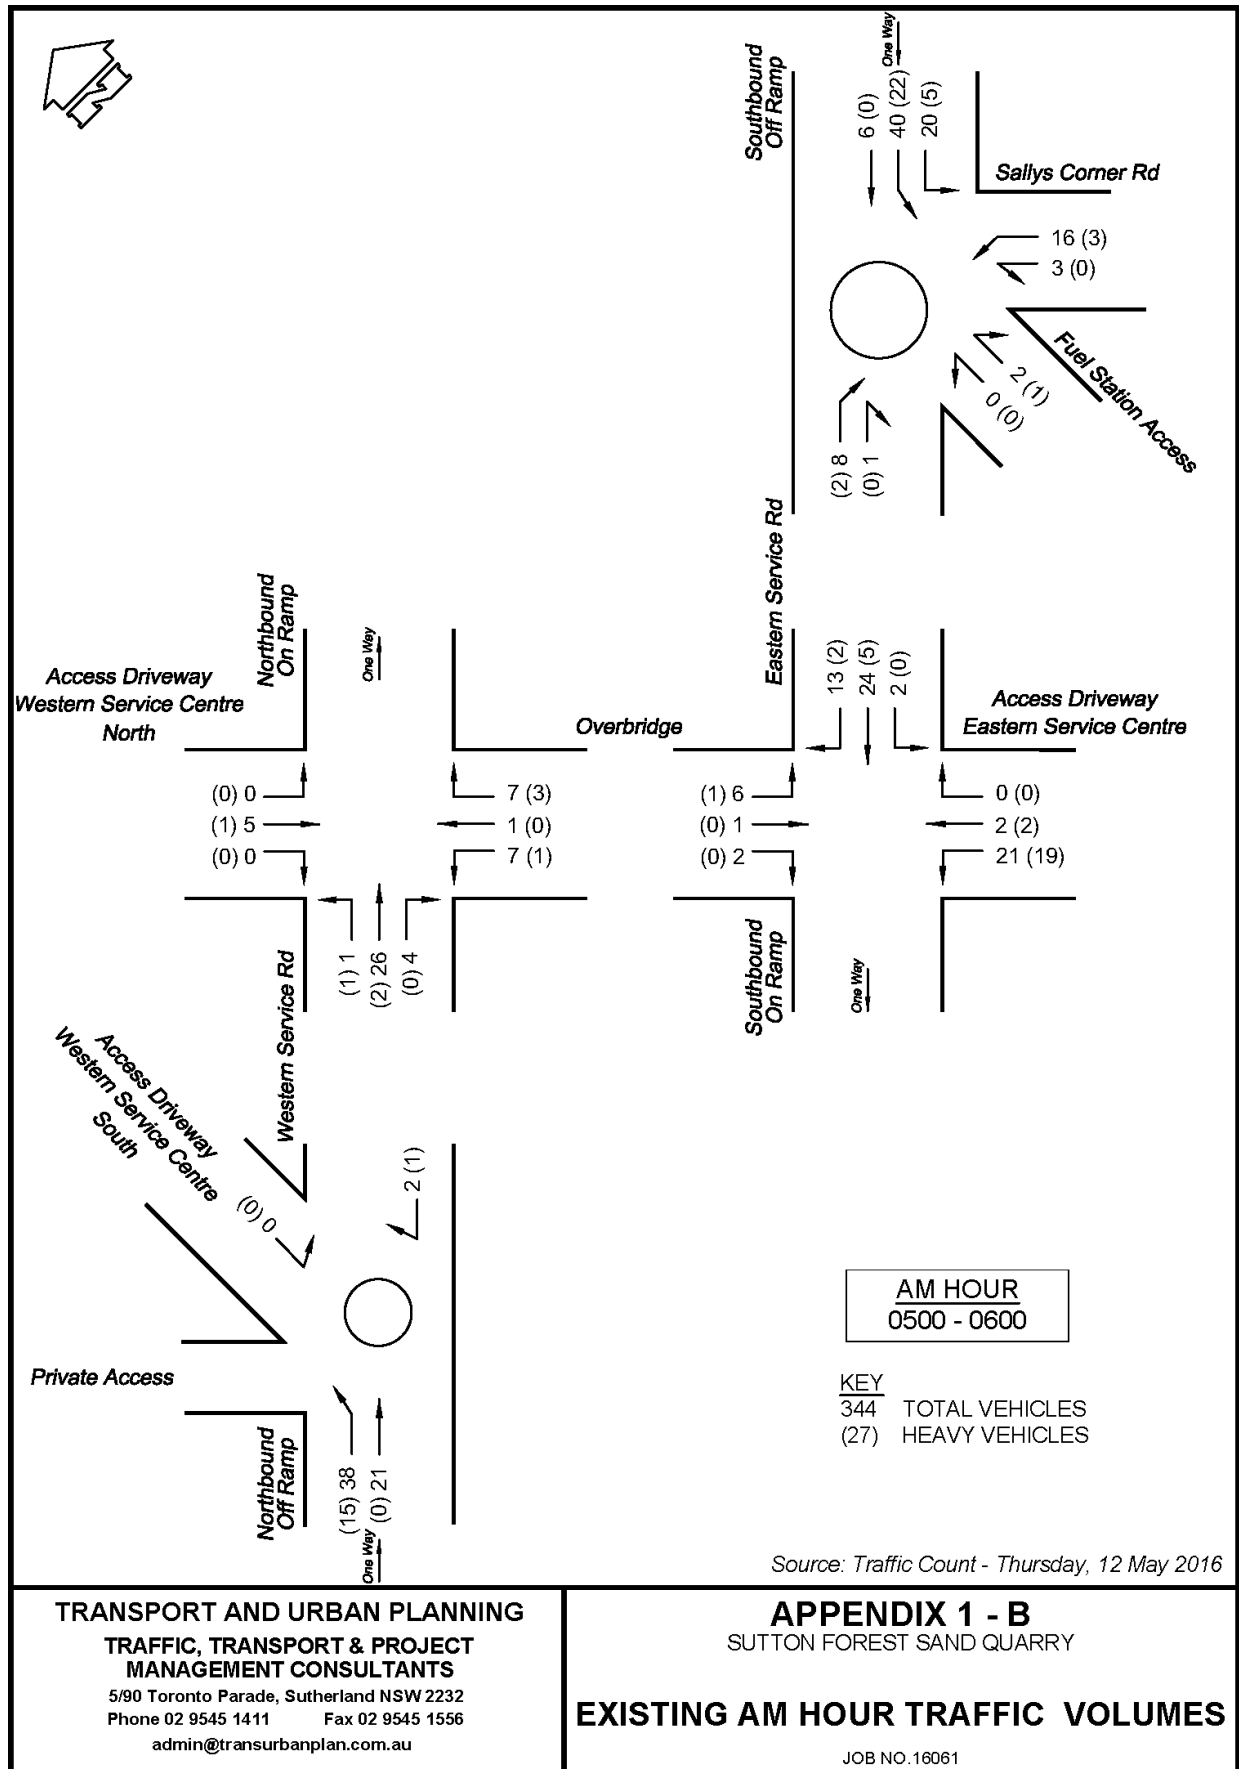 One Way
Southbound
Off Ramp
6 (0)
40 (22)
20 (5)
Sallys Corner Rd
16 (3)
3 (0)
Fuel Station Access
2 (1)
0 (0)
(2) 8
(0) 1
Eastern Service Rd
Northbound
On Ramp
One Way
Access Driveway
Western Service Centre
North
Overbridge
13 (2)
24 (5)
2 (0)
Access Driveway
Eastern Service Centre
(0) 0
(1) 5
(0) 0
7 (3)
1 (0)
7 (1)
(1) 6
(0) 1
(0) 2
0 (0)
2 (2)
21 (19)
(1) 1
(2) 26
(0) 4
Western Service Rd
Southbound
On Ramp
One Way
Access Driveway
Western Service Centre
South
(0) 0
2 (1)
AM HOUR
0500 - 0600
Private Access
KEY
344 TOTAL VEHICLES
(27) HEAVY VEHICLES
Northbound
Off Ramp
(15) 38
(0) 21
One Way
Source: Traffic Count - Thursday, 12 May 2016
TRANSPORT AND URBAN PLANNING
TRAFFIC, TRANSPORT & PROJECT
MANAGEMENT CONSULTANTS
5/90 Toronto Parade, Sutherland NSW 2232
Phone 02 9545 1411 Fax 02 9545 1556
admin@transurbanplan.com.au
APPENDIX 1 - B
SUTTON FOREST SAND QUARRY
EXISTING AM HOUR TRAFFIC VOLUMES
JOB NO.16061